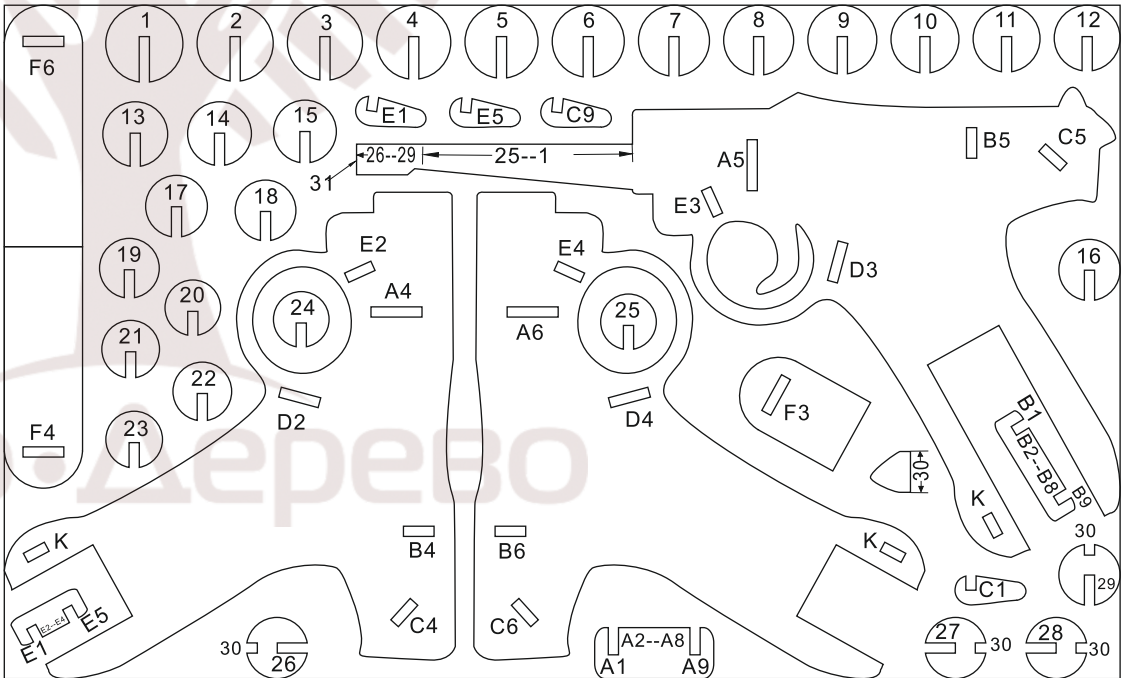 F6
1
2
3
4
5
6
7
8
9
10
11
12
13
14
15
E1
E5
C9
B5
C5
A5
26--29
25--1
31
E3
17
18
E2
E4
D3
16
19
20
A4
24
A6
25
21
22
D2
D4
F3
B1
B2--B8
B9
F4
23
30
о•дерево
K
B4
B6
K
K
30
E1
E2--E4
E5
C4
C6
C1
29
30
26
A2--A8
A1
A9
27
30
28
30